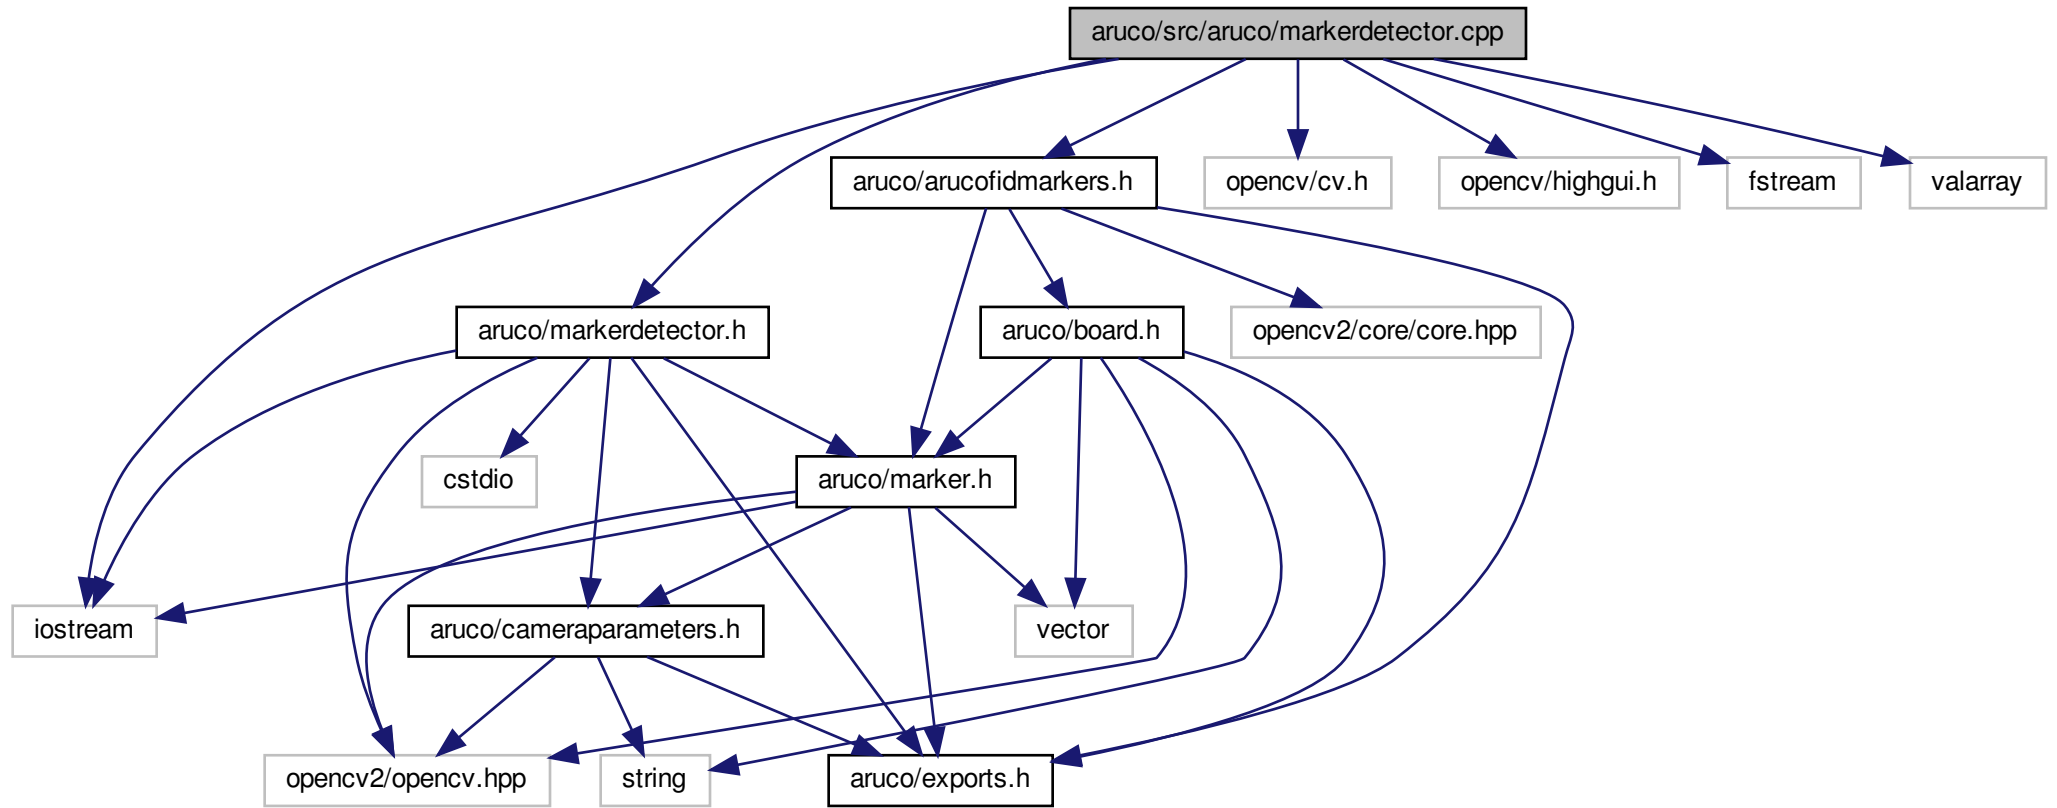 aruco/src/aruco/markerdetector.cpp
aruco/arucofidmarkers.h
opencv/cv.h
opencv/highgui.h
fstream
valarray
aruco/markerdetector.h
aruco/board.h
opencv2/core/core.hpp
cstdio
aruco/marker.h
iostream
aruco/cameraparameters.h
vector
opencv2/opencv.hpp
string
aruco/exports.h